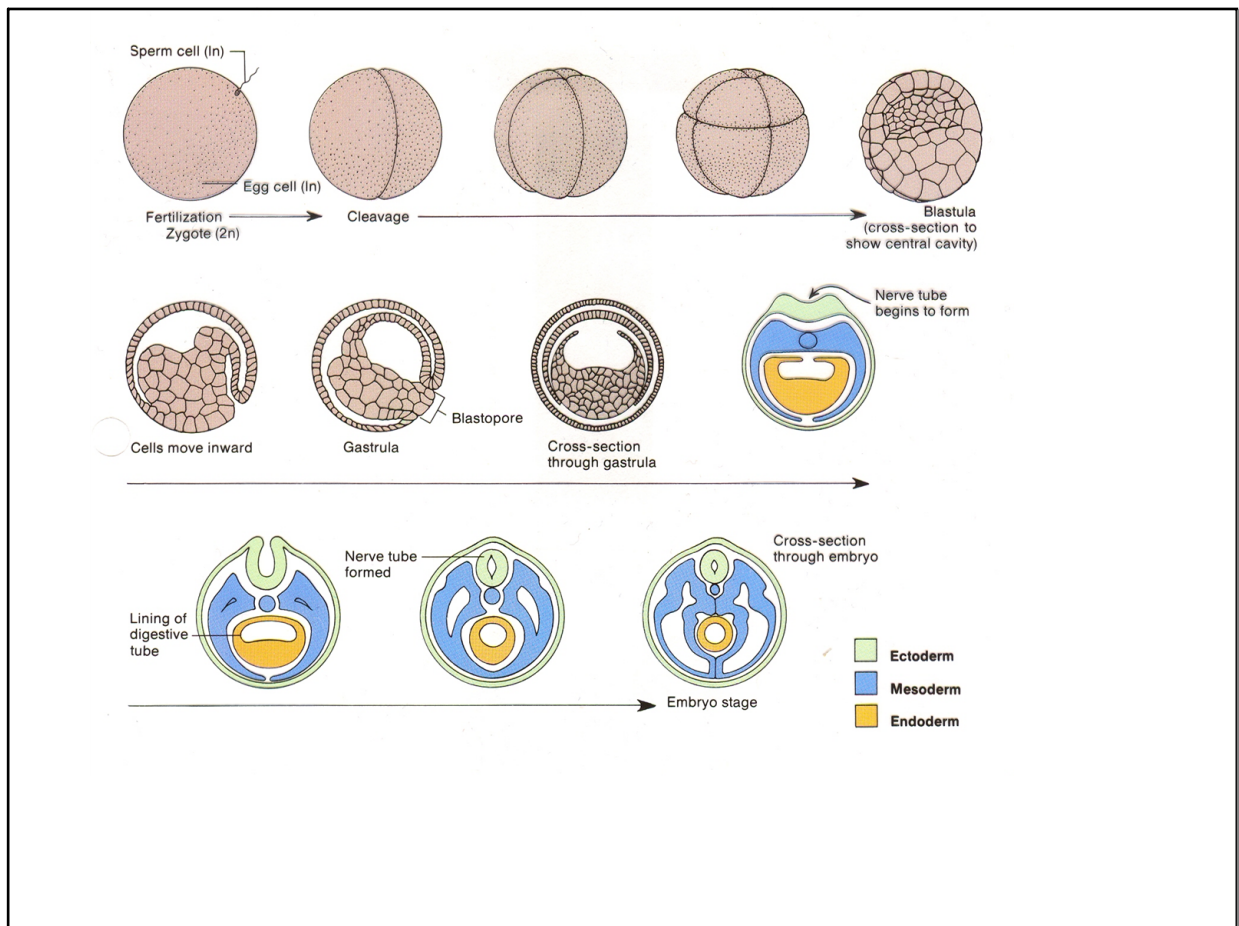 Sperm cell (ln)
Egg cell (ln)
Fertilization
Zygote (2n)
Cleavage
Blastula
(cross-section to
show central cavity)
Cells move inward
Gastrula
Blastopore
Cross-section
through gastrula
Nerve tube
begins to form
Lining of
digestive
tube
Nerve tube
formed
Cross-section
through embryo
Embryo stage
Ectoderm
Mesoderm
Endoderm